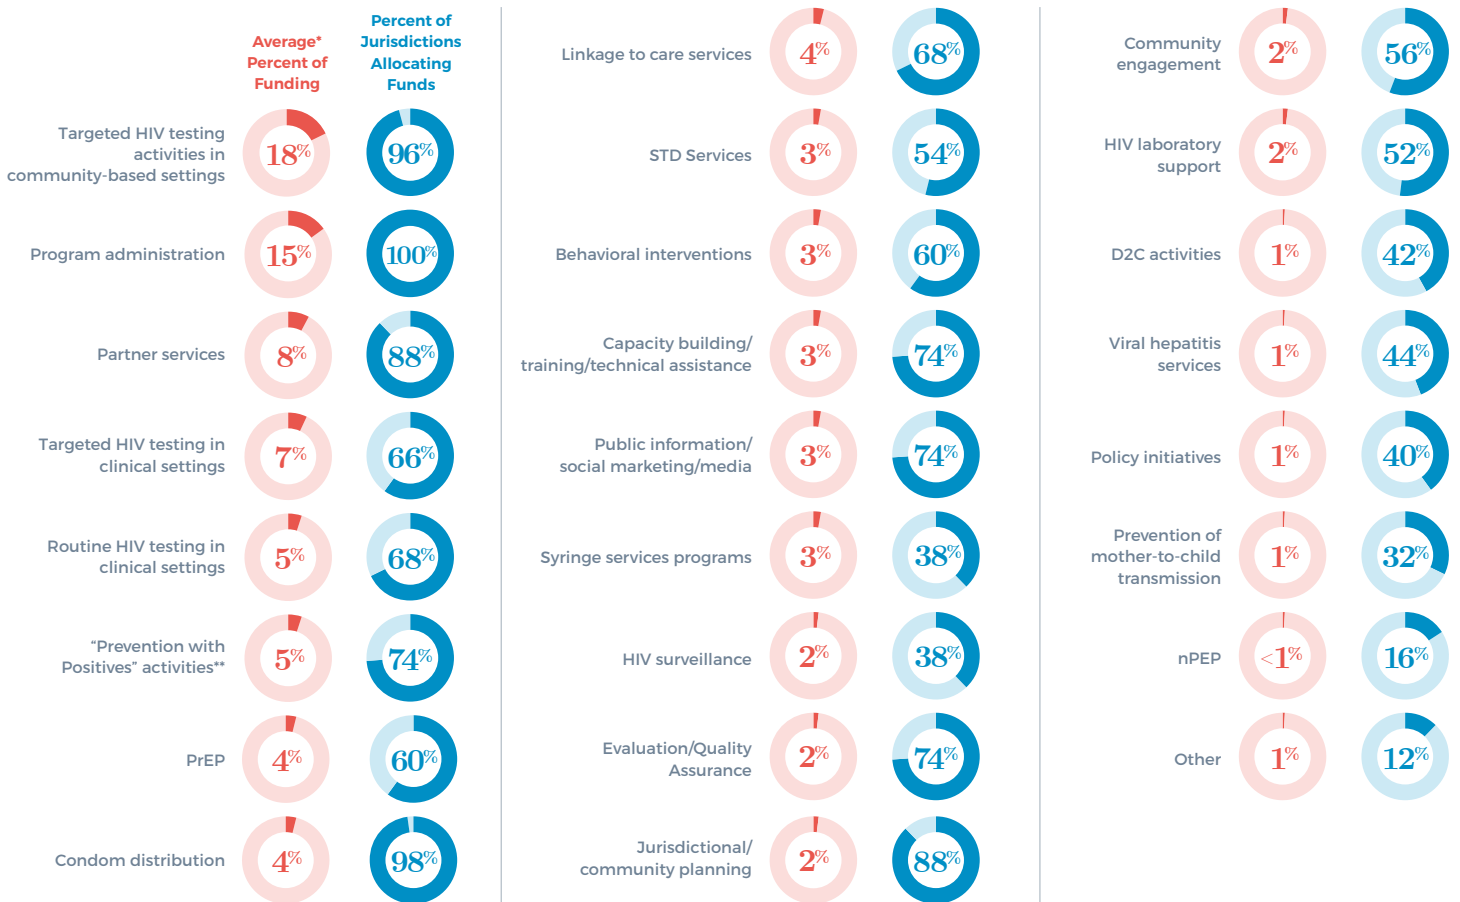 Average*
Percent of
Funding
Percent of
Jurisdictions
Allocating
Funds
Targeted HIV testing
activities in
community-based settings
18%
96%
Program administration
15%
100%
Partner services
8%
88%
Targeted HIV testing in
clinical settings
7%
66%
Routine HIV testing in
clinical settings
5%
68%
“Prevention with
Positives” activities**
5%
74%
PrEP
4%
60%
Condom distribution
4%
98%
Linkage to care services
4%
68%
STD Services
3%
54%
Behavioral interventions
3%
60%
Capacity building/
training/technical assistance
3%
74%
Public information/
social marketing/media
3%
74%
Syringe services programs
3%
38%
HIV surveillance
2%
38%
Evaluation/Quality
Assurance
2%
74%
Jurisdictional/
community planning
2%
88%
Community
engagement
2%
56%
HIV laboratory
support
2%
52%
D2C activities
1%
42%
Viral hepatitis
services
1%
44%
Policy initiatives
1%
40%
Prevention of
mother-to-child
transmission
1%
32%
nPEP
<1%
16%
Other
1%
12%